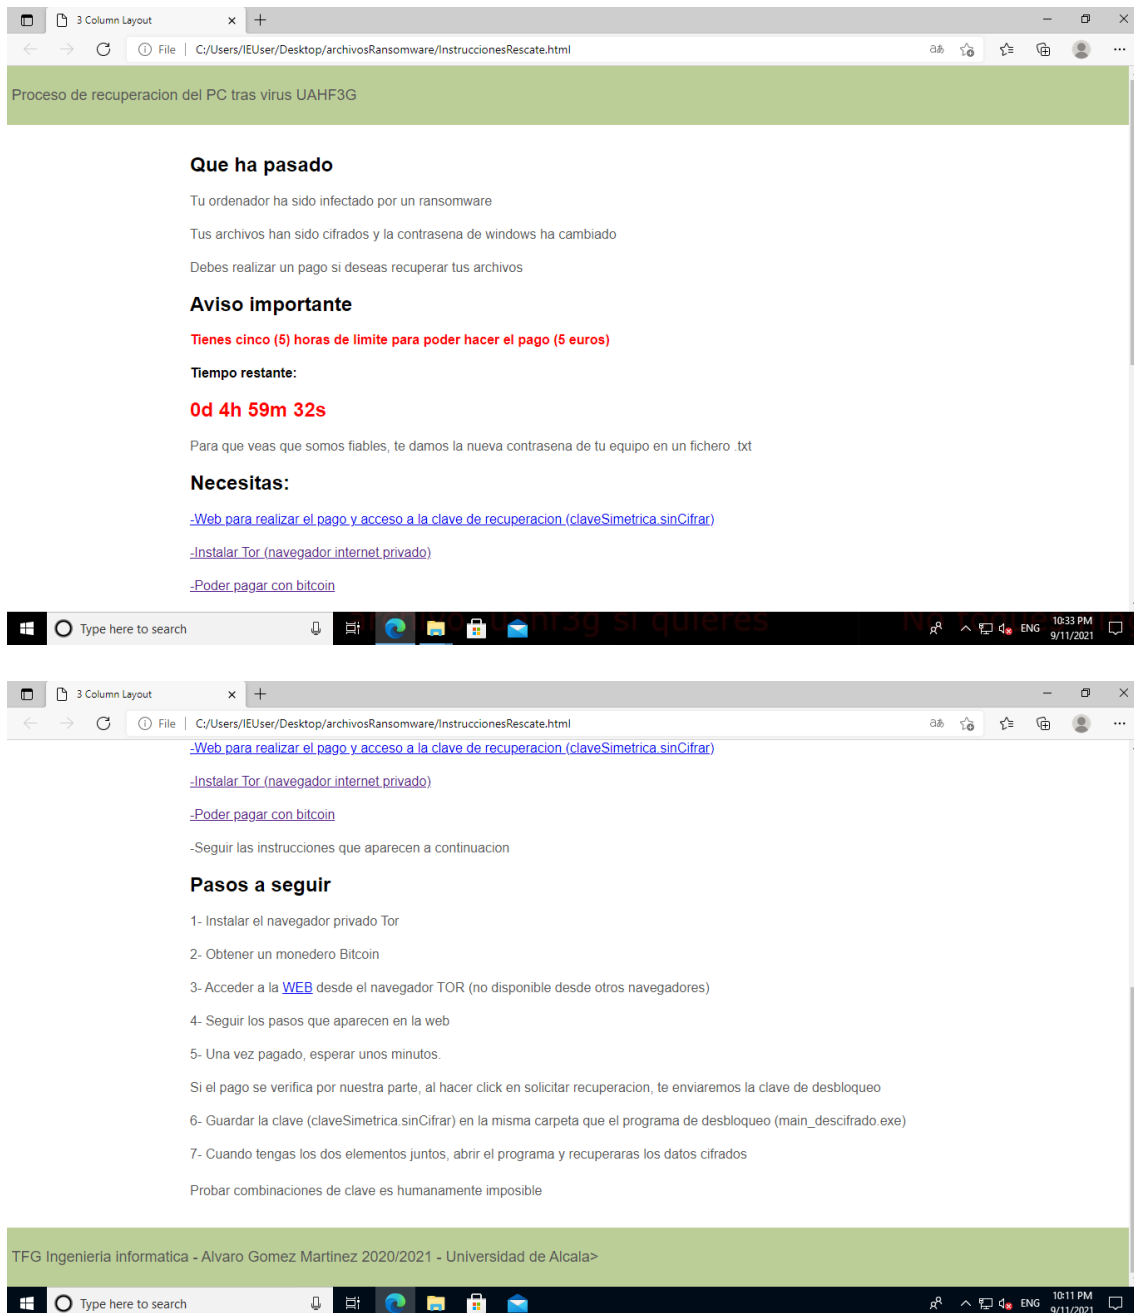 3 Column Layout
File | C:/Users/IEUser/Desktop/archivosRansomware/InstruccionesRescate.html
Proceso de recuperacion del PC tras virus UAHF3G
Que ha pasado
Tu ordenador ha sido infectado por un ransomware
Tus archivos han sido cifrados y la contrasena de windows ha cambiado
Debes realizar un pago si deseas recuperar tus archivos
Aviso importante
Tienes cinco (5) horas de limite para poder hacer el pago (5 euros)
Tiempo restante:
0d 4h 59m 32s
Para que veas que somos fiables, te damos la nueva contrasena de tu equipo en un fichero .txt
Necesitas:
-Web para realizar el pago y acceso a la clave de recuperacion (claveSimetrica.sinCifrar)
-Instalar Tor (navegador internet privado)
-Poder pagar con bitcoin
Type here to search
si quieres
ENG
10:33 PM
9/11/2021
3 Column Layout
File | C:/Users/IEUser/Desktop/archivosRansomware/InstruccionesRescate.html
-Web para realizar el pago y acceso a la clave de recuperacion (claveSimetrica.sinCifrar)
-Instalar Tor (navegador internet privado)
-Poder pagar con bitcoin
-Seguir las instrucciones que aparecen a continuacion
Pasos a seguir
1- Instalar el navegador privado Tor
2- Obtener un monedero Bitcoin
3- Acceder a la WEB desde el navegador TOR (no disponible desde otros navegadores)
4- Seguir los pasos que aparecen en la web
5- Una vez pagado, esperar unos minutos.
Si el pago se verifica por nuestra parte, al hacer click en solicitar recuperacion, te enviaremos la clave de desbloqueo
6- Guardar la clave (claveSimetrica.sinCifrar) en la misma carpeta que el programa de desbloqueo (main_descifrado.exe)
7- Cuando tengas los dos elementos juntos, abrir el programa y recuperaras los datos cifrados
Probar combinaciones de clave es humanamente imposible
TFG Ingenieria informatica - Alvaro Gomez Martinez 2020/2021 - Universidad de Alcala>
Type here to search
ENG
10:11 PM
9/11/2021